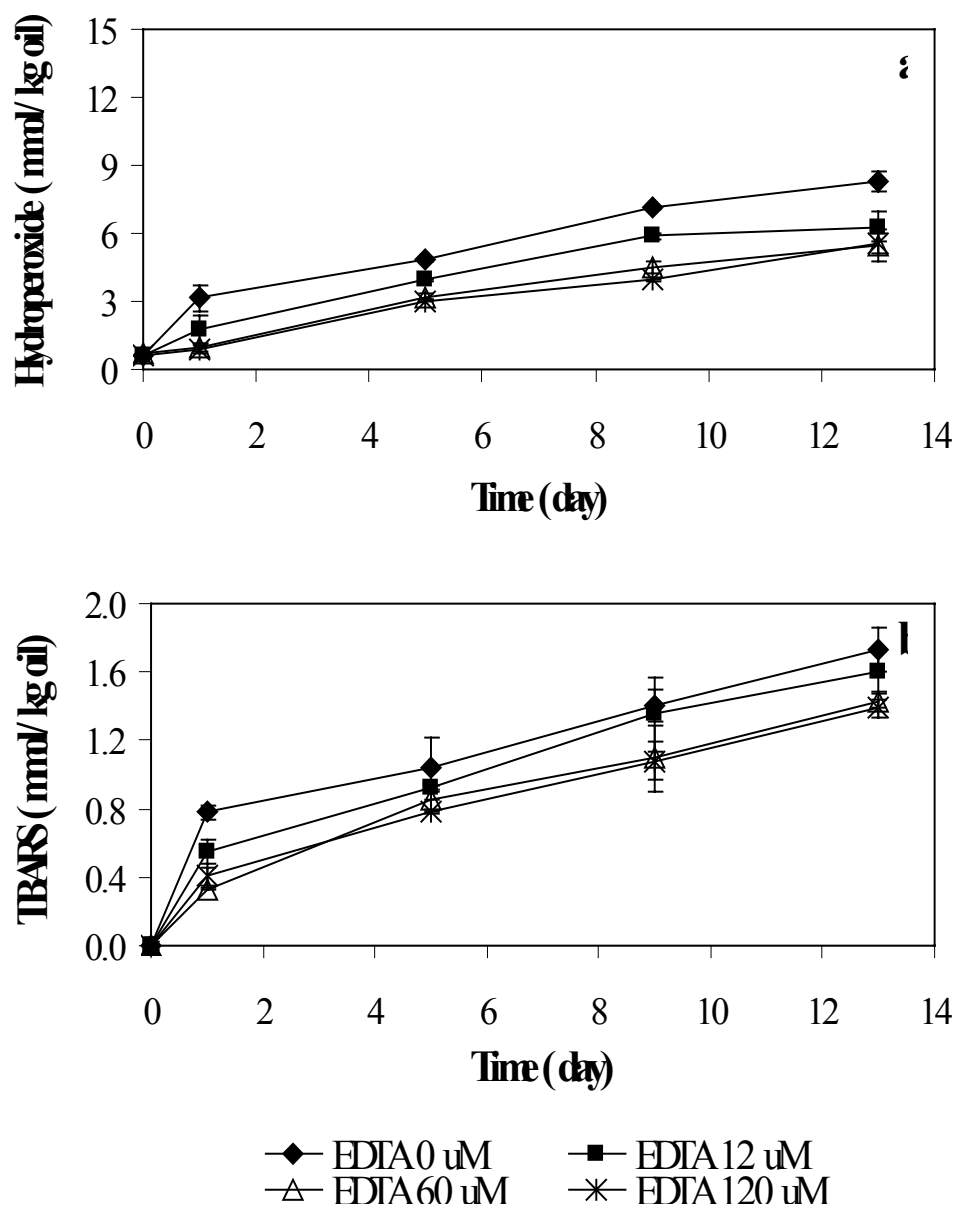 Hydroperoxide (mmol/kg oil)
15
12
9
6
3
0
0 2 4 6 8 10 12 14
Time (day)
TBARS (mmol/kg oil)
2.0
1.6
1.2
0.8
0.4
0.0
0 2 4 6 8 10 12 14
Time (day)
EDTA 0 uM EDTA 12 uM
EDTA 60 uM EDTA 120 uM